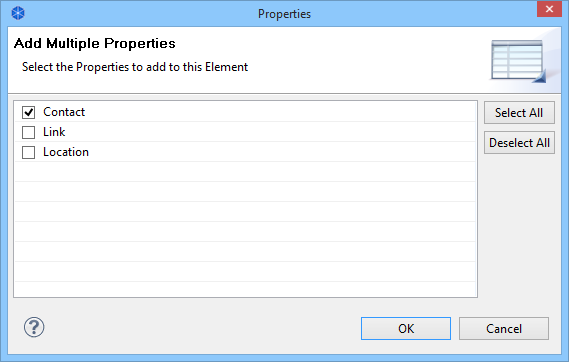 Properties
Add Multiple Properties
Select the Properties to add to this Element
Contact
Link
Location
Select All
Deselect All
?
OK
Cancel